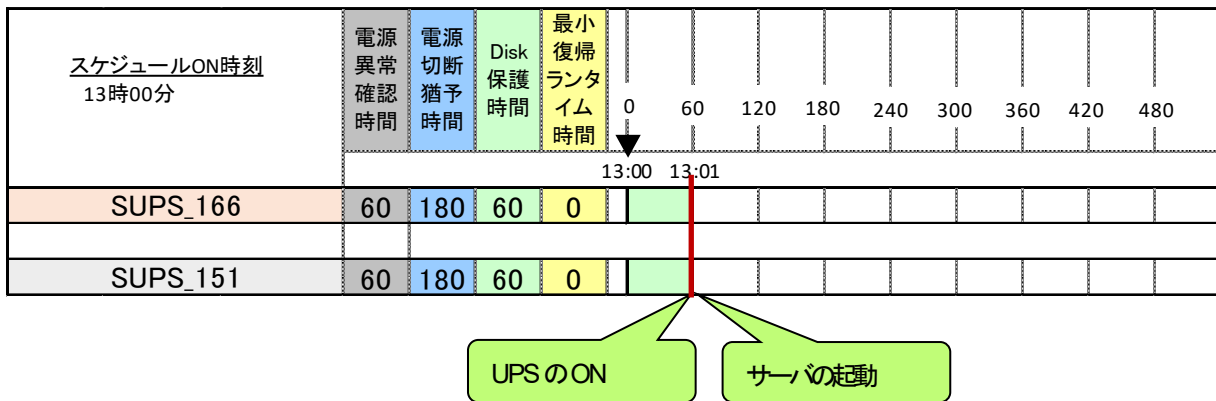 スケジュールON時刻
13時00分
電源
異常
確認
時間
電源
切断
猶予
時間
Disk
保護
時間
最小
復帰
ランタ
イム
時間
0 60 120 180 240 300 360 420 480
13:00 13:01
SUPS_166 60 180 60 0
SUPS_151 60 180 60 0
UPSのON
サーバの起動